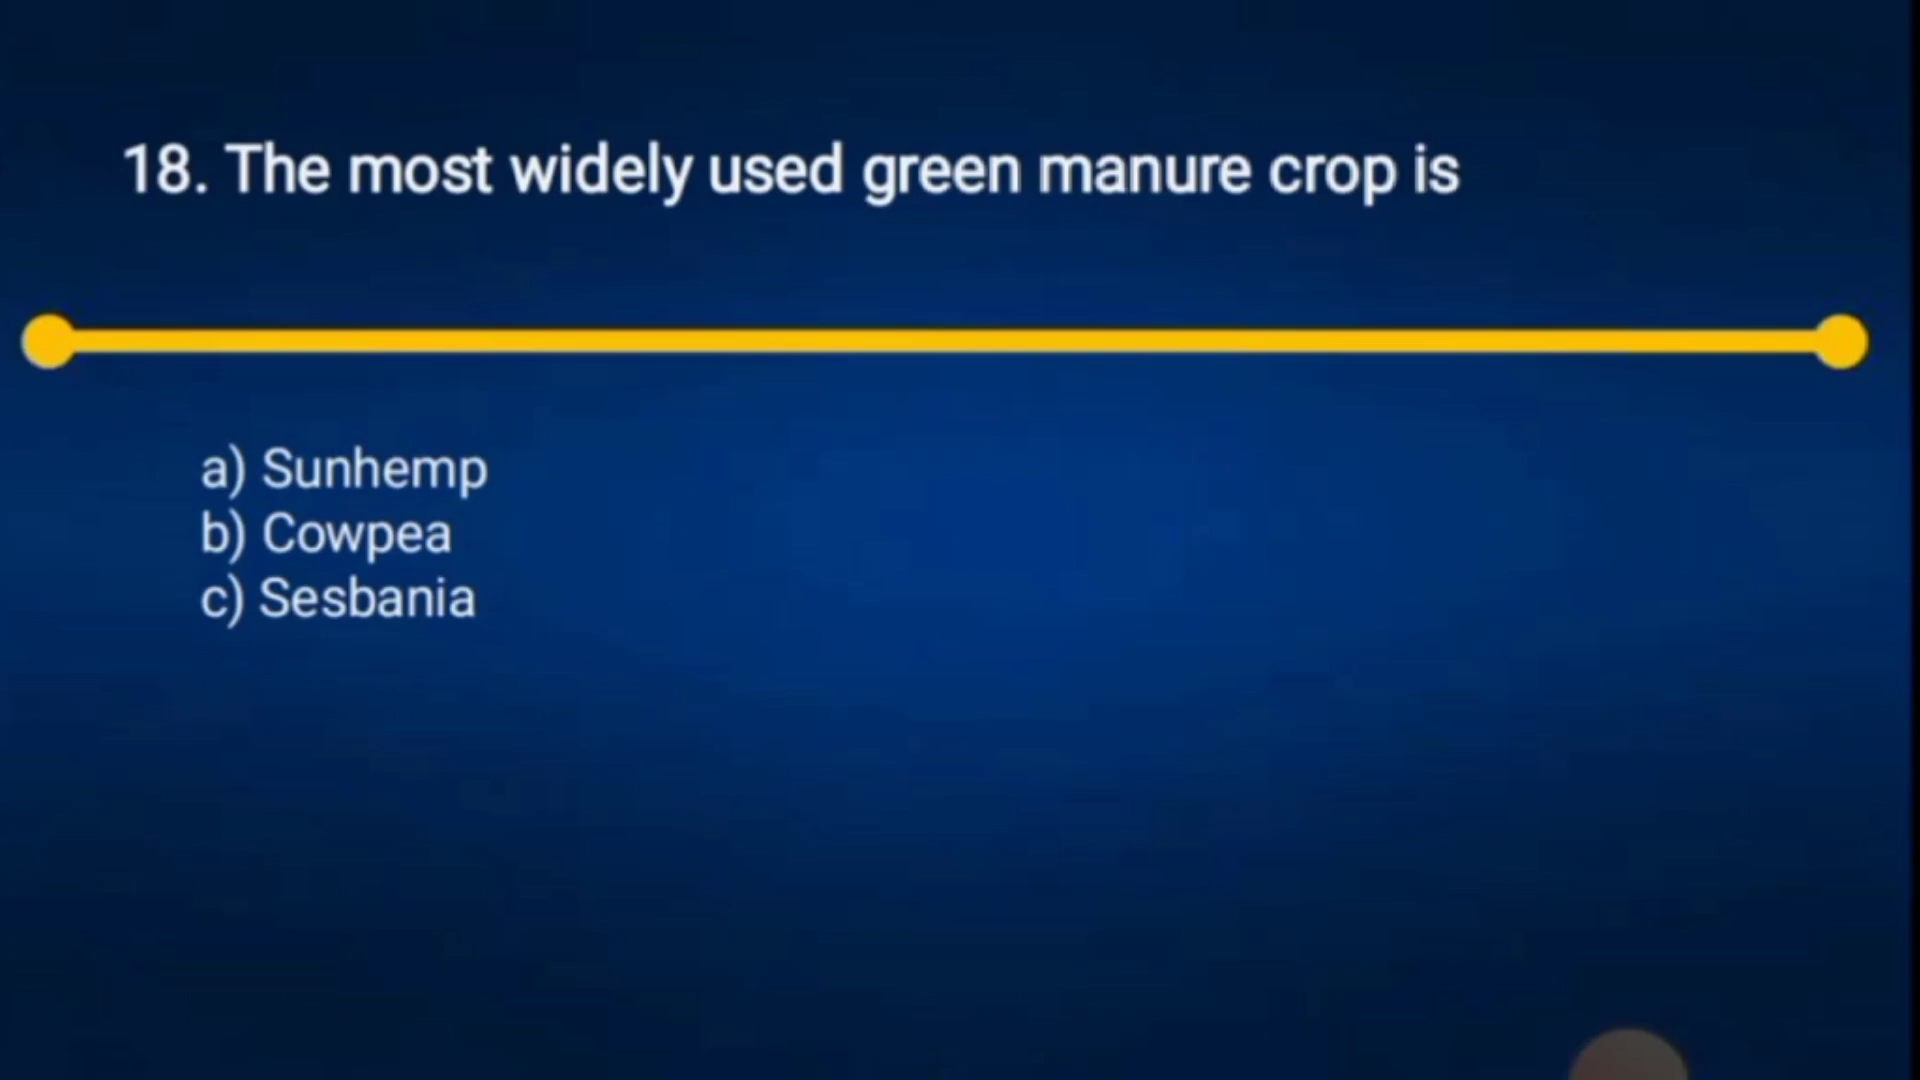 18. The most widely used green manure crop is
a) Sunhemp
b) Cowpea
c) Sesbania